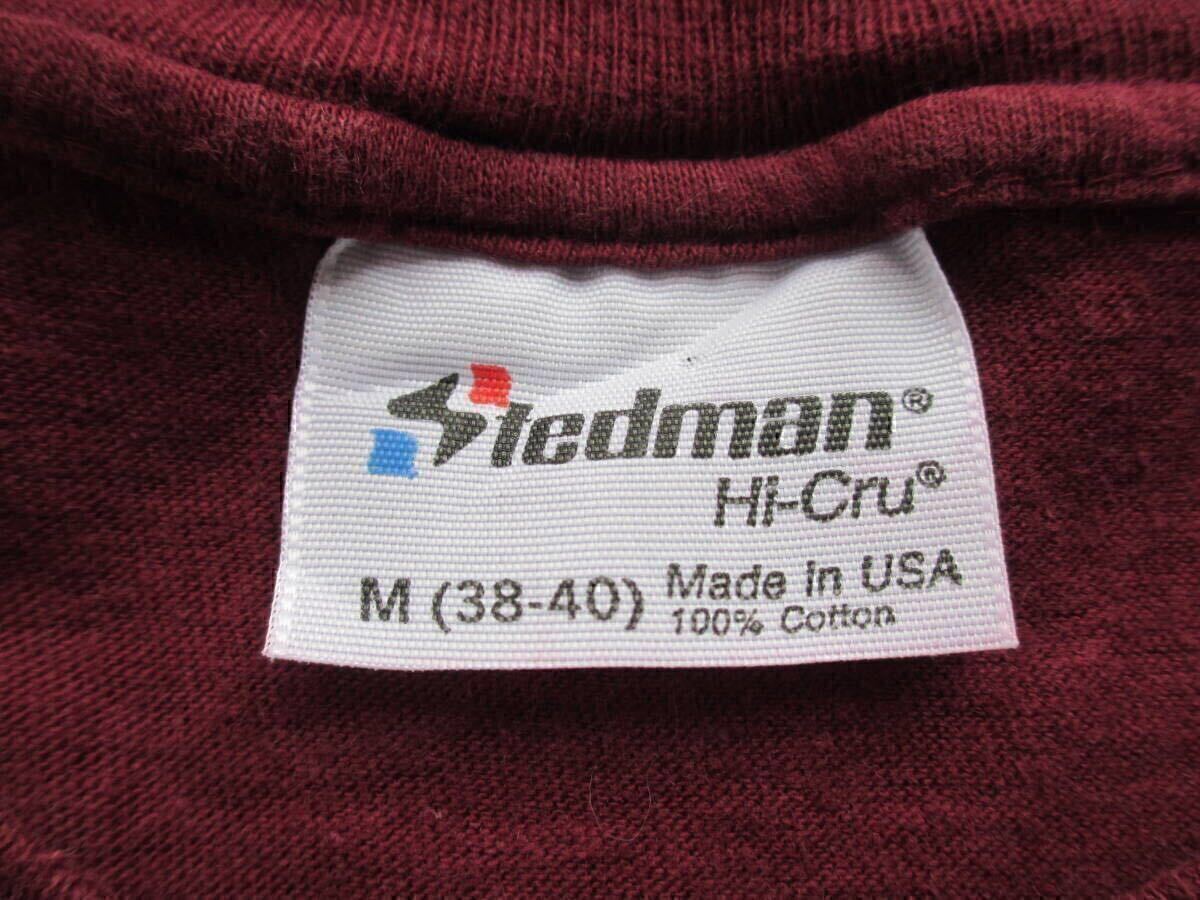 Stedman®
Hi-Cru®
M (38-40) Made in USA
100% Cotton